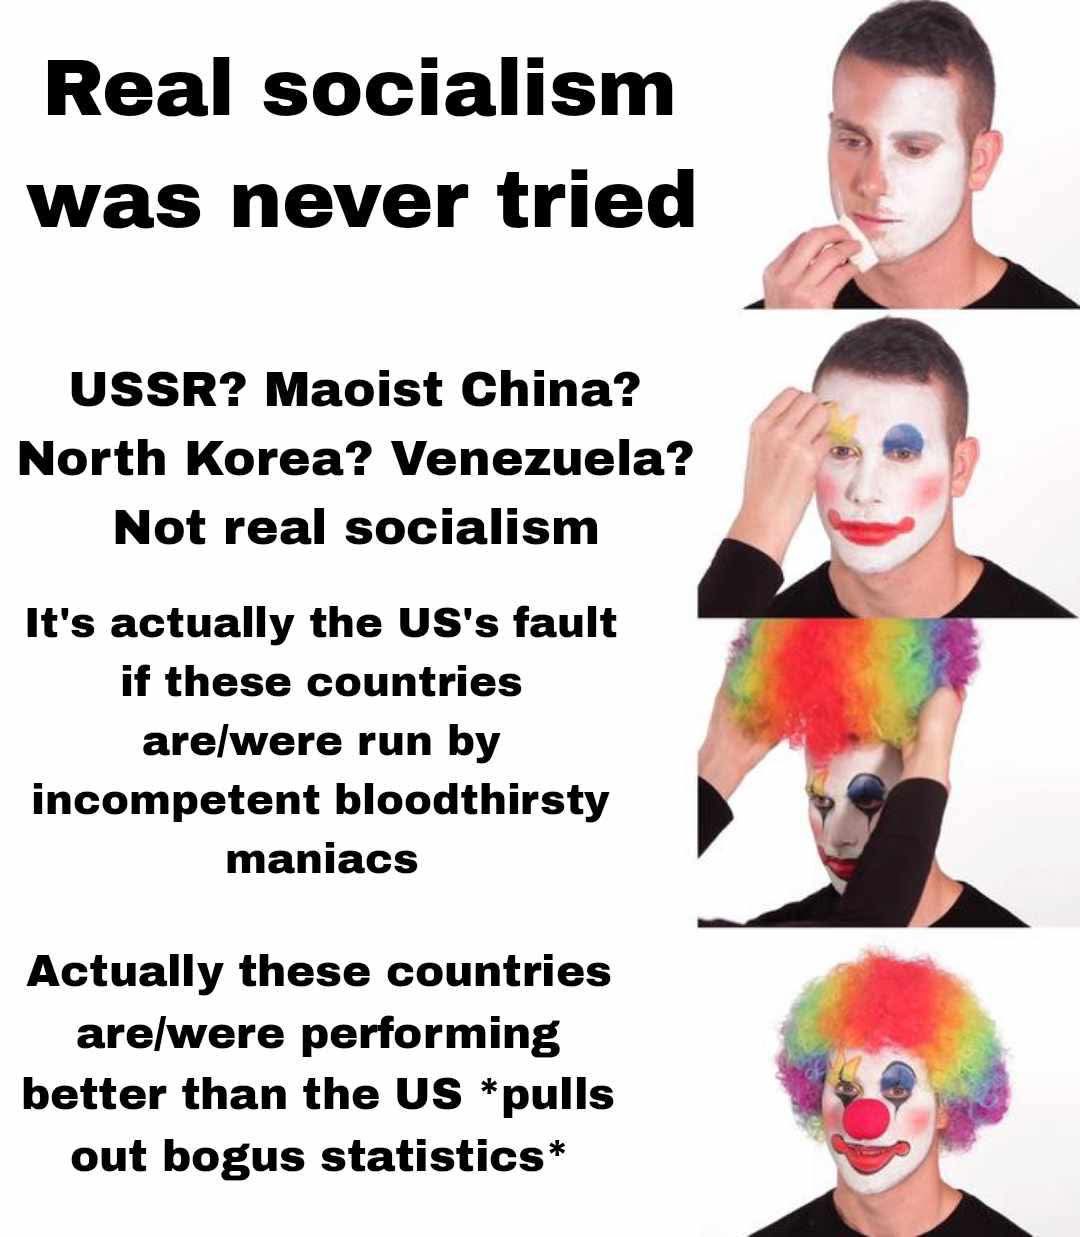 Real socialism
was never tried
USSR? Maoist China?
North Korea? Venezuela?
Not real socialism
It's actually the US's fault
if these countries
are/were run by
incompetent bloodthirsty
maniacs
Actually these countries
are/were performing
better than the US *pulls
out bogus statistics*